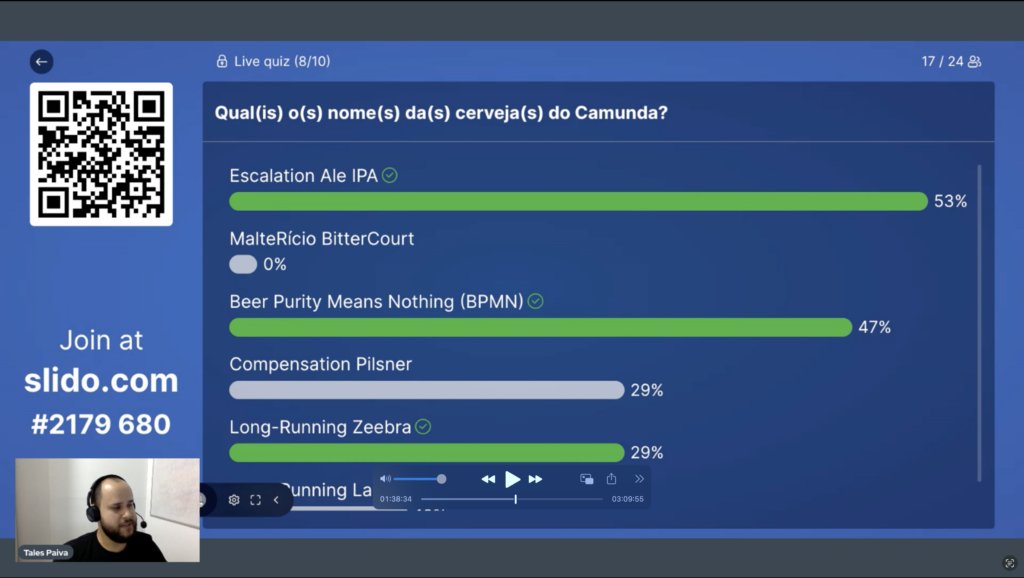 Live quiz (8/10)
17 / 24
Qual(is) o(s) nome(s) da(s) cerveja(s) do Camunda?
Escalation Ale IPA
53%
MalteRício BitterCourt
0%
Beer Purity Means Nothing (BPMN)
47%
Compensation Pilsner
29%
Long-Running Zeebra
29%
Running La
Join at
slido.com
#2179 680
01:38:34
03:09:55
Tales Paiva